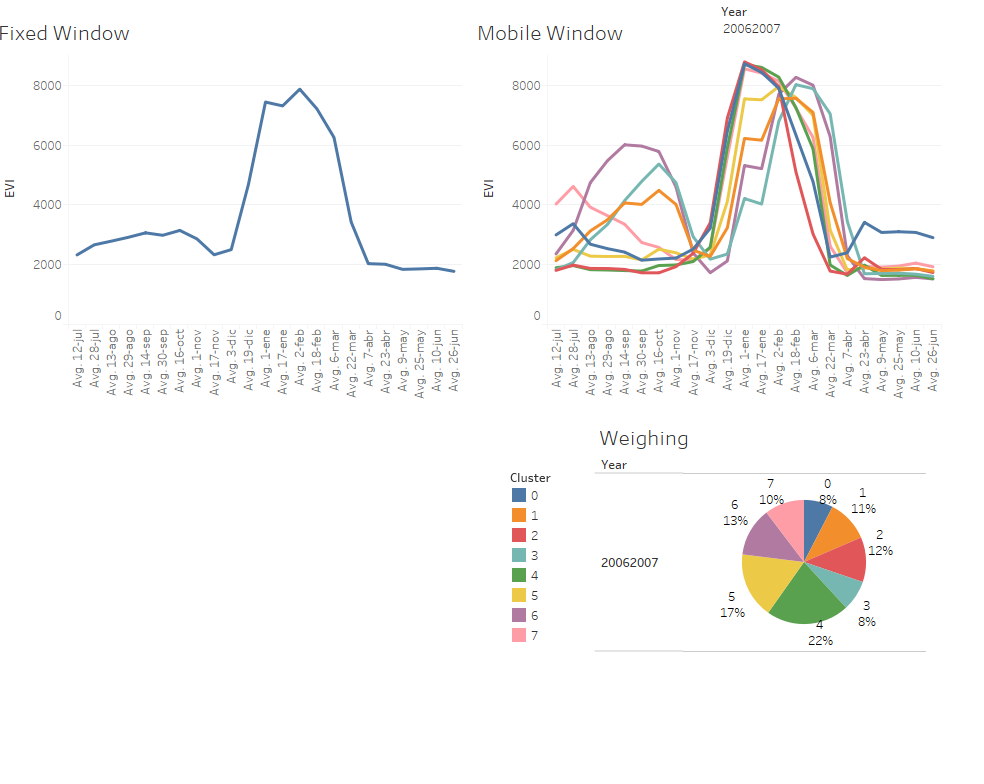 Year
20062007
Fixed Window
Mobile Window
EVI
8000
6000
4000
2000
0
Avg. 12-jul
Avg. 28-jul
Avg. 13-ago
Avg. 29-ago
Avg. 14-sep
Avg. 30-sep
Avg. 16-oct
Avg. 1-nov
Avg. 17-nov
Avg. 3-dic
Avg. 19-dic
Avg. 1-ene
Avg. 17-ene
Avg. 2-feb
Avg. 18-feb
Avg. 6-mar
Avg. 22-mar
Avg. 7-abr
Avg. 23-abr
Avg. 9-may
Avg. 25-may
Avg. 10-jun
Avg. 26-jun
EVI
8000
6000
4000
2000
0
Avg. 12-jul
Avg. 28-jul
Avg. 13-ago
Avg. 29-ago
Avg. 14-sep
Avg. 30-sep
Avg. 16-oct
Avg. 1-nov
Avg. 17-nov
Avg. 3-dic
Avg. 19-dic
Avg. 1-ene
Avg. 17-ene
Avg. 2-feb
Avg. 18-feb
Avg. 6-mar
Avg. 22-mar
Avg. 7-abr
Avg. 23-abr
Avg. 9-may
Avg. 25-may
Avg. 10-jun
Avg. 26-jun
Weighing
Year
20062007
Cluster
0
1
2
3
4
5
6
7
0
8%
1
11%
2
12%
3
8%
4
22%
5
17%
6
13%
7
10%